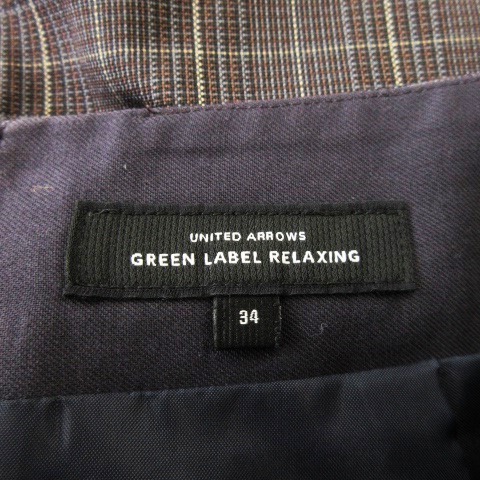 UNITED ARROWS
GREEN LABEL RELAXING
34